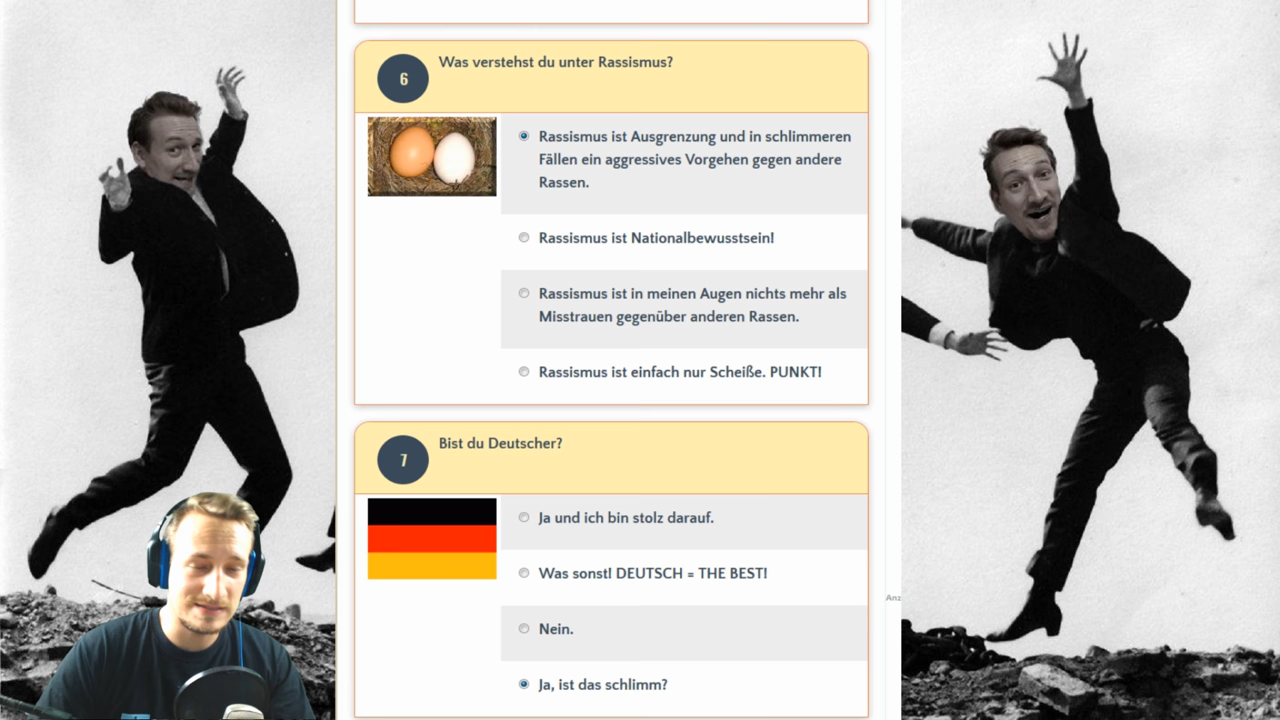 6
Was verstehst du unter Rassismus?
Rassismus ist Ausgrenzung und in schlimmeren
Fällen ein aggressives Vorgehen gegen andere
Rassen.
Rassismus ist Nationalbewusstsein!
Rassismus ist in meinen Augen nichts mehr als
Misstrauen gegenüber anderen Rassen.
Rassismus ist einfach nur Scheiße. PUNKT!
7
Bist du Deutscher?
Ja und ich bin stolz darauf.
Was sonst! DEUTSCH = THE BEST!
Nein.
Ja, ist das schlimm?
Anz